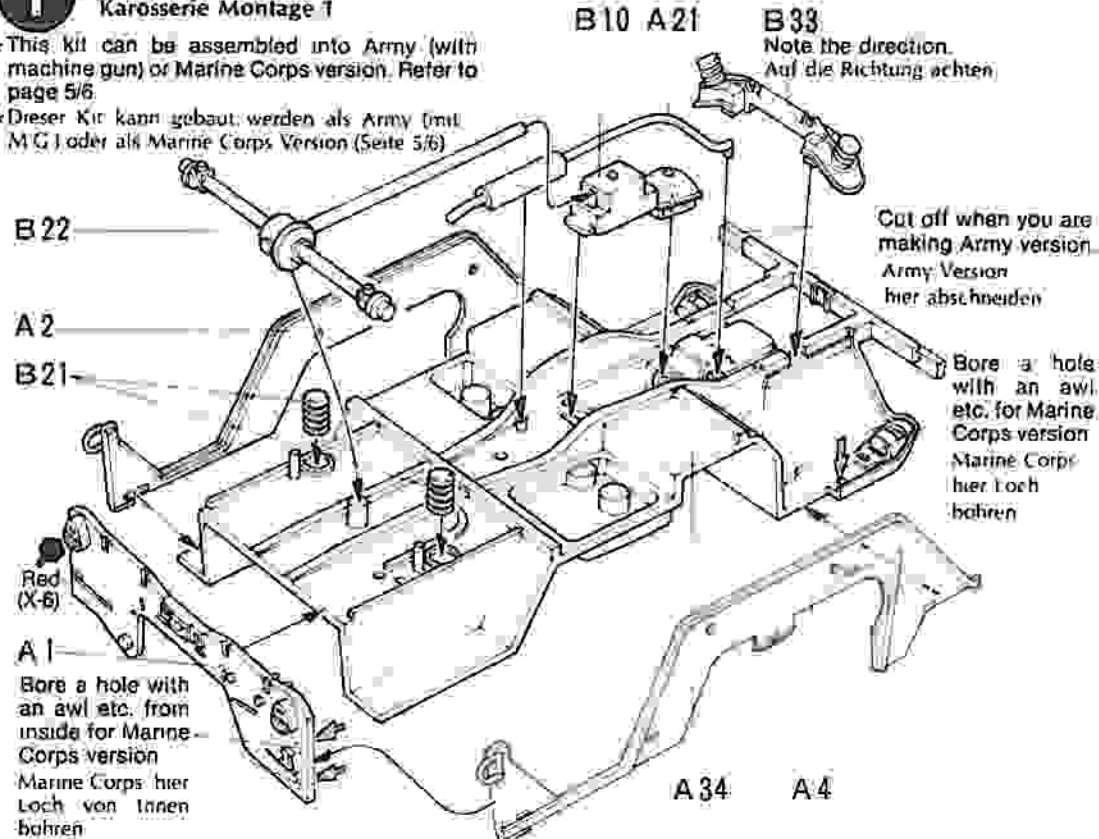 1
Karosserie Montage 1
This kit can be assembled into Army (with
machine gun) or Marine Corps version. Refer to
page 5/6.
Dieser Kit kann gebaut werden als Army (mit
MG) oder als Marine Corps Version (Seite 5/6)
B10 A21 B33
Note the direction.
Auf die Richtung achten
B22
A2
B21
Cut off when you are
making Army version
Army Version
hier abschneiden
Bore a hole
with an awl
etc. for Marine
Corps version
Marine Corps
hier Loch
bohren
Red
(X-6)
A1
Bore a hole with
an awl etc. from
inside for Marine
Corps version
Marine Corps hier
Loch von Innen
bohren
A34 A4